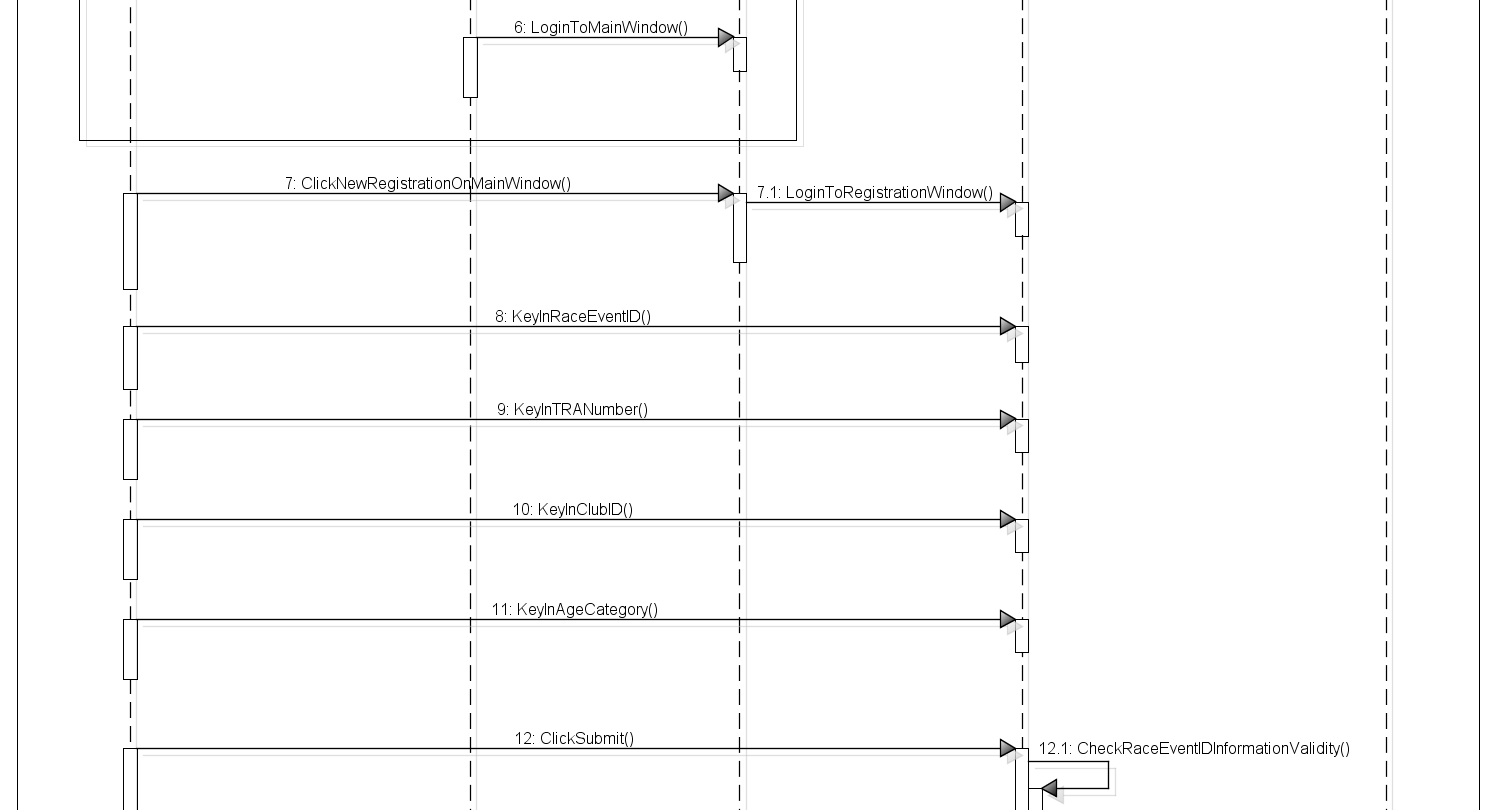 6: LoginToMainWindow()
7: ClickNewRegistrationOnMainWindow()
7.1: LoginToRegistrationWindow()
8: KeyInRaceEventID()
9: KeyInTRANumber()
10: KeyInClubID()
11: KeyInAgeCategory()
12: ClickSubmit()
12.1: CheckRaceEventIDInformationValidity()